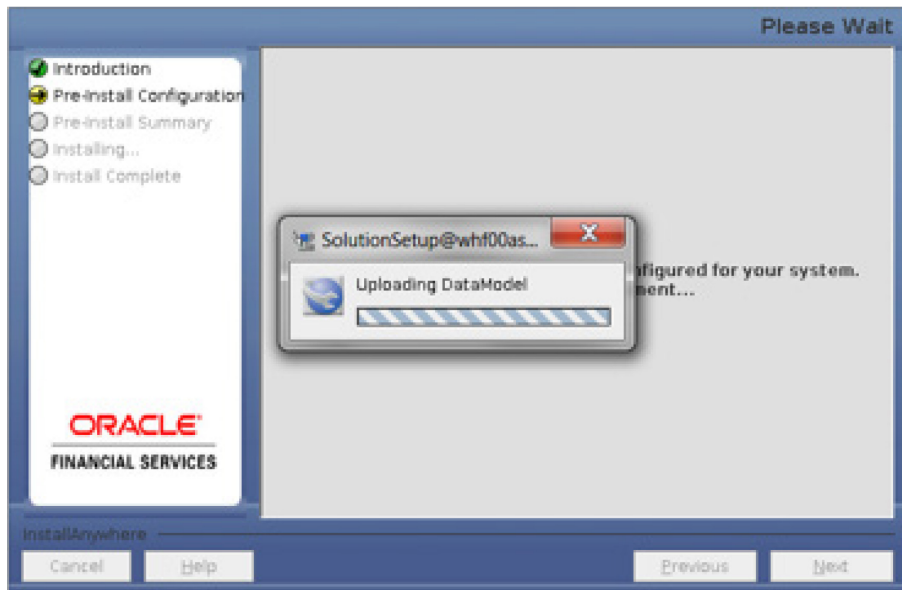 Please Wait
Introduction
Pre-Install Configuration
Pre-Install Summary
Installing...
Install Complete
SolutionSetup@whf00as...
Uploading DataModel
nfigured for your system.
ment...
ORACLE
FINANCIAL SERVICES
InstallAnywhere
Cancel
Help
Previous
Next